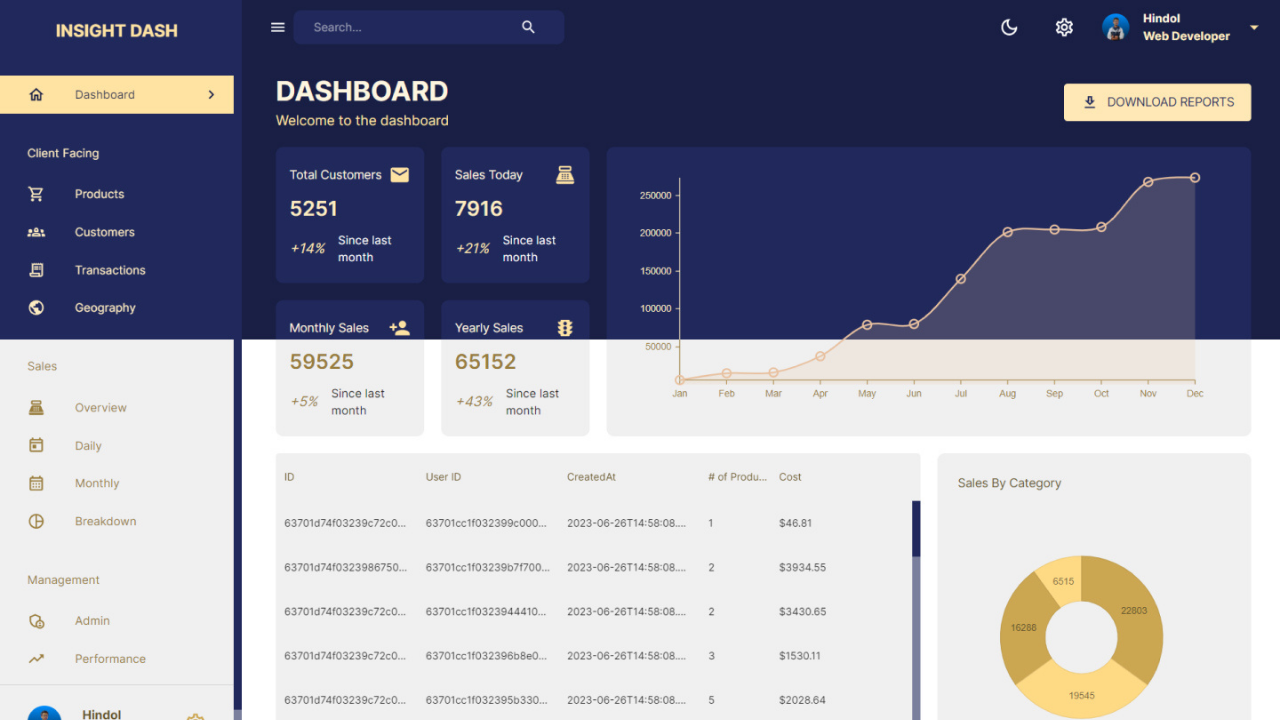 INSIGHT DASH
Search...
Hindol
Web Developer
Dashboard
DASHBOARD
Welcome to the dashboard
DOWNLOAD REPORTS
Client Facing
Products
Customers
Transactions
Geography
Sales
Overview
Daily
Monthly
Breakdown
Management
Admin
Performance
Hindol
Total Customers
5251
+14% Since last
month
Sales Today
7916
+21% Since last
month
Monthly Sales
59525
+5% Since last
month
Yearly Sales
65152
+43% Since last
month
250000
200000
150000
100000
50000
Jan Feb Mar Apr May Jun Jul Aug Sep Oct Nov Dec
ID User ID CreatedAt # of Produ... Cost
63701d74f03239c72c0... 63701cc1f032399c000... 2023-06-26T14:58:08.... 1 $46.81
63701d74f0323986750... 63701cc1f03239b7f700... 2023-06-26T14:58:08.... 2 $3934.55
63701d74f03239c72c0... 63701cc1f0323944410... 2023-06-26T14:58:08.... 2 $3430.65
63701d74f03239c72c0... 63701cc1f032396b8e0... 2023-06-26T14:58:08.... 3 $1530.11
63701d74f03239c72c0... 63701cc1f032395b330... 2023-06-26T14:58:08.... 5 $2028.64
Sales By Category
6515
22803
16288
19545